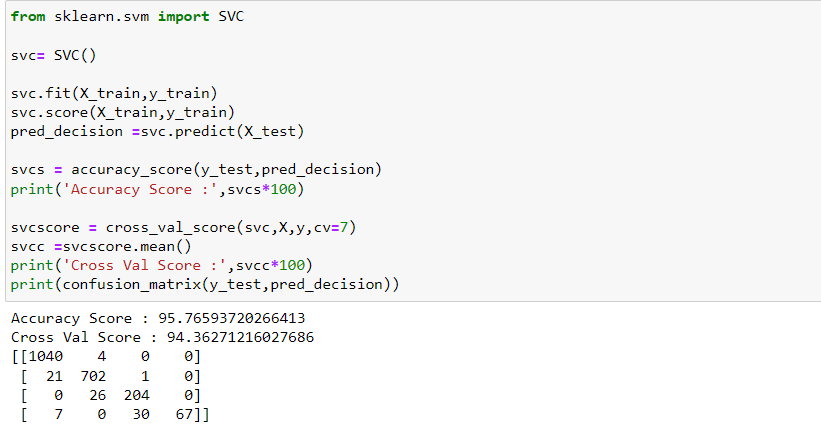 from sklearn.svm import SVC
svc= SVC()
svc.fit(X_train,y_train)
svc.score(X_train,y_train)
pred_decision =svc.predict(X_test)
svcs = accuracy_score(y_test,pred_decision)
print('Accuracy Score :',svcs*100)
svcscore = cross_val_score(svc,X,y,cv=7)
svcc =svcscore.mean()
print('Cross Val Score :',svcc*100)
print(confusion_matrix(y_test,pred_decision))
Accuracy Score : 95.76593720266413
Cross Val Score : 94.36271216027686
[[1040    4    0    0]
 [  21  702    1    0]
 [   0   26  204    0]
 [   7    0   30   67]]